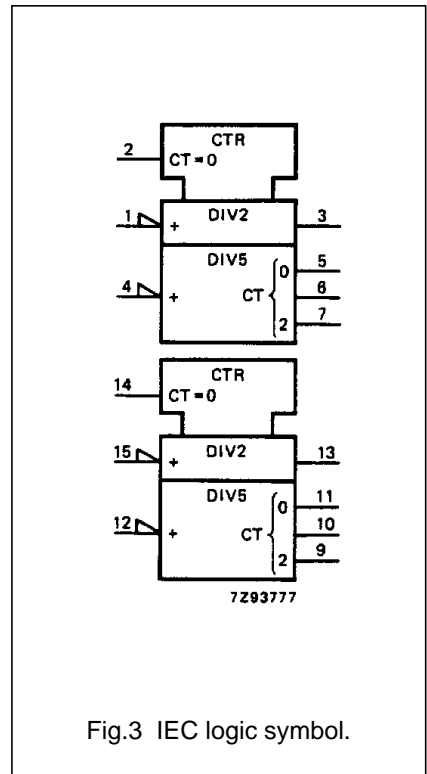 CTR
2
CT=0
1
+
DIV2
3
DIV5
0
5
4
+
CT
6
2
7
CTR
14
CT=0
15
+
DIV2
13
DIV5
0
11
12
+
CT
10
2
9
7Z93777
Fig.3 IEC logic symbol.